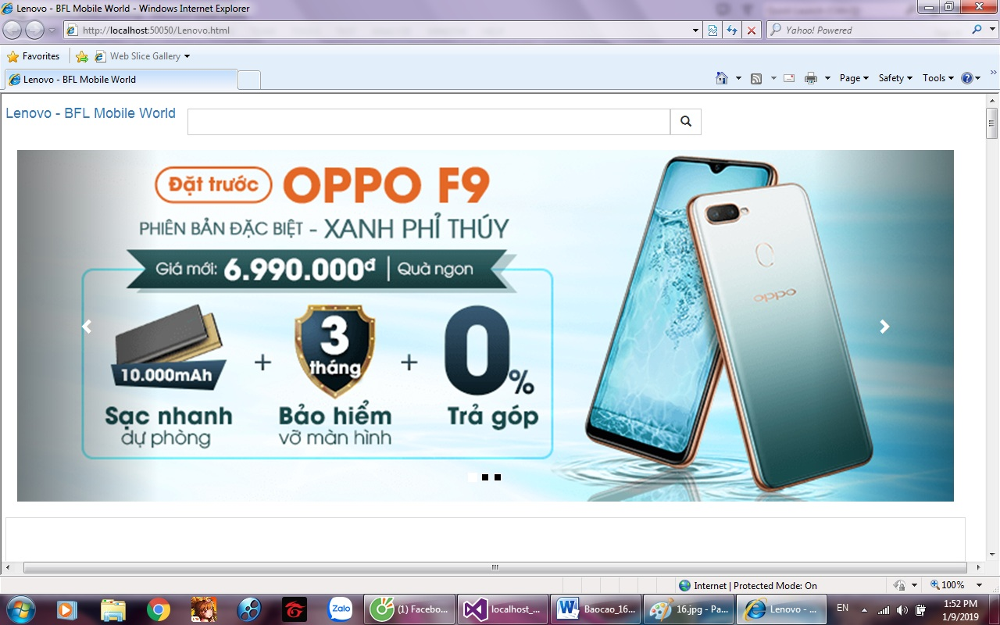 Lenovo - BFL Mobile World - Windows Internet Explorer
http://localhost:50050/Lenovo.html
Yahoo! Powered
Favorites
Web Slice Gallery
Lenovo - BFL Mobile World
Page
Safety
Tools
Lenovo - BFL Mobile World
Đặt trước OPPO F9
PHIÊN BẢN ĐẶC BIỆT - XANH PHỈ THÚY
Giá mới: 6.990.000đ | Quà ngon
10.000mAh + 3 tháng + 0%
Sạc nhanh Bảo hiểm Trả góp
dự phòng vỡ màn hình
oppo
Internet | Protected Mode: On
100%
Zalo
(1) Facebo...
localhost_...
Baocao_16...
16.jpg - Pa...
Lenovo - ...
EN
1:52 PM
1/9/2019